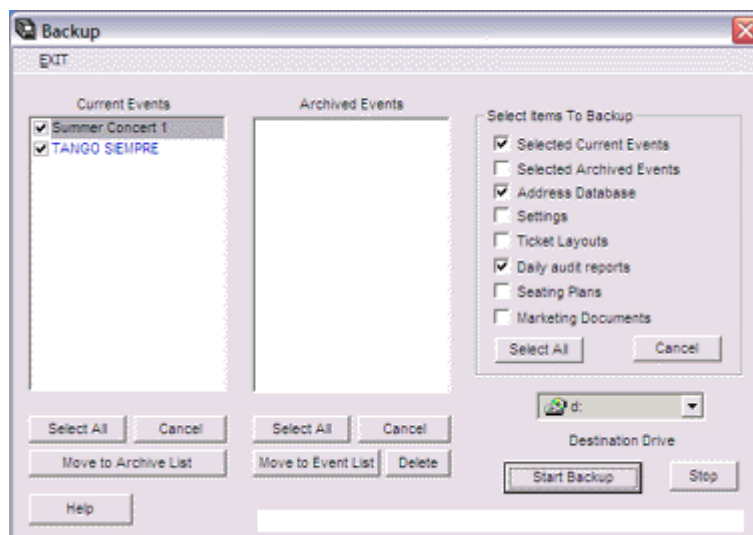 Backup
EXIT
Current Events
Summer Concert 1
TANGO SIEMPRE
Select All
Cancel
Move to Archive List
Help
Archived Events
Select All
Cancel
Move to Event List
Delete
Select Items To Backup
Selected Current Events
Selected Archived Events
Address Database
Settings
Ticket Layouts
Daily audit reports
Seating Plans
Marketing Documents
Select All
Cancel
d:
Destination Drive
Start Backup
Stop